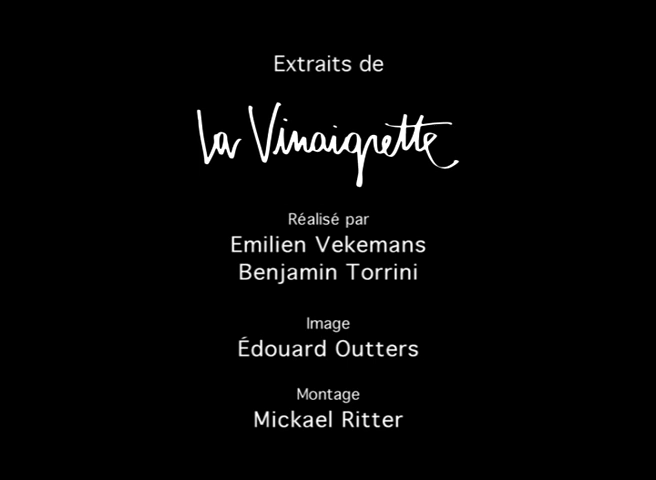 Extraits de
La Vinaigrette
Réalisé par
Emilien Vekemans
Benjamin Torrini
Image
Édouard Outters
Montage
Mickael Ritter